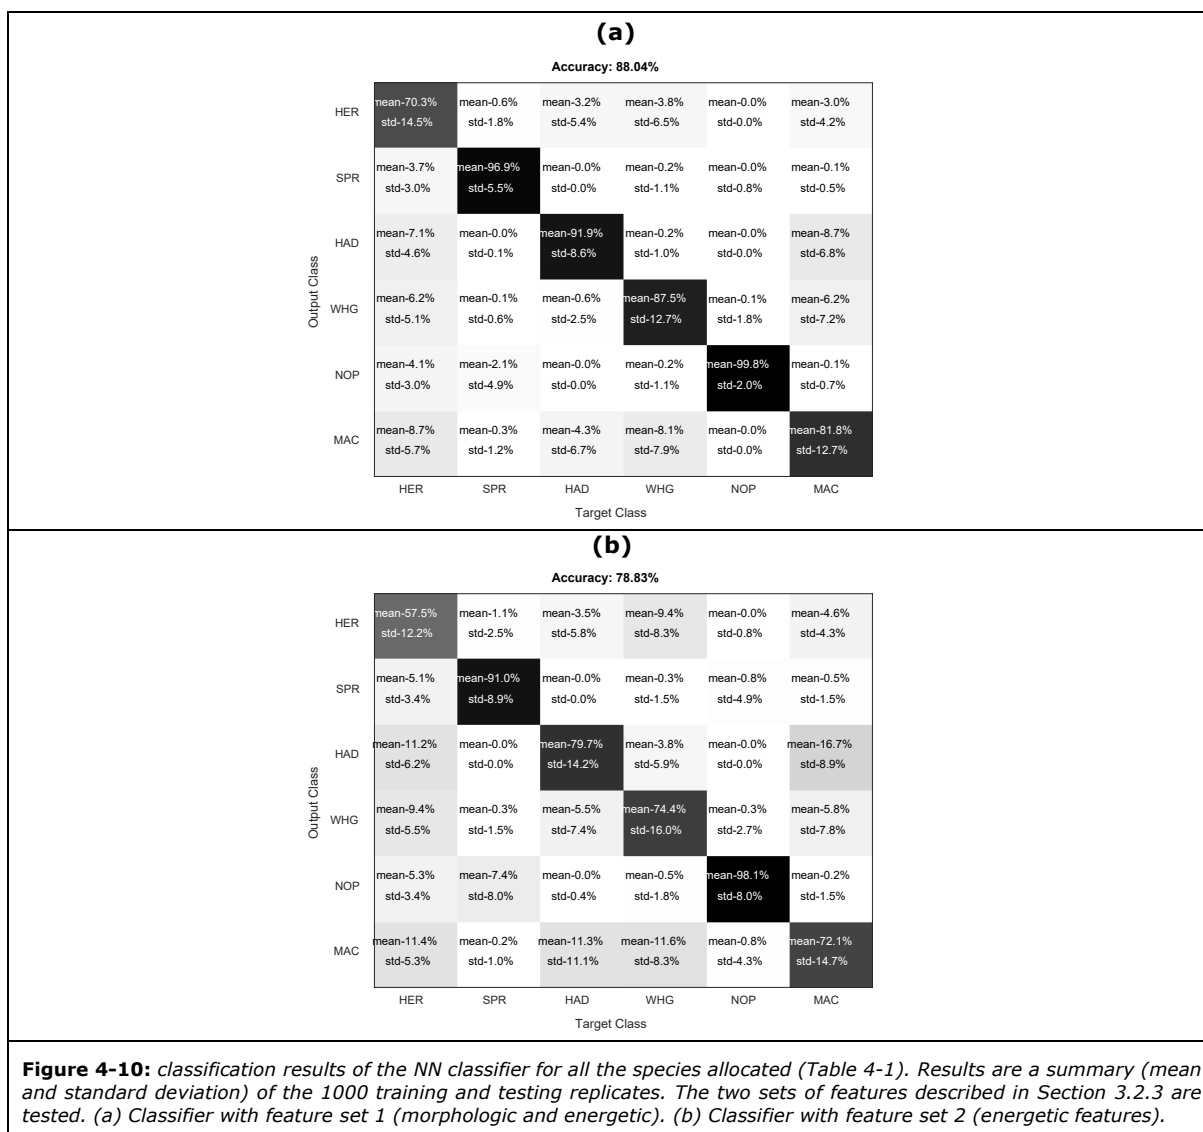 (a)
Accuracy: 88.04%
HER mean-70.3% mean-0.6% mean-3.2% mean-3.8% mean-0.0% mean-3.0%
std-14.5% std-1.8% std-5.4% std-6.5% std-0.0% std-4.2%
SPR mean-3.7% mean-96.9% mean-0.0% mean-0.2% mean-0.0% mean-0.1%
std-3.0% std-5.5% std-0.0% std-1.1% std-0.8% std-0.5%
HAD mean-7.1% mean-0.0% mean-91.9% mean-0.2% mean-0.0% mean-8.7%
std-4.6% std-0.1% std-8.6% std-1.0% std-0.0% std-6.8%
Output Class
WHG mean-6.2% mean-0.1% mean-0.6% mean-87.5% mean-0.1% mean-6.2%
std-5.1% std-0.6% std-2.5% std-12.7% std-1.8% std-7.2%
NOP mean-4.1% mean-2.1% mean-0.0% mean-0.2% mean-99.8% mean-0.1%
std-3.0% std-4.9% std-0.0% std-1.1% std-2.0% std-0.7%
MAC mean-8.7% mean-0.3% mean-4.3% mean-8.1% mean-0.0% mean-81.8%
std-5.7% std-1.2% std-6.7% std-7.9% std-0.0% std-12.7%
HER SPR HAD WHG NOP MAC
Target Class
(b)
Accuracy: 78.83%
HER mean-57.5% mean-1.1% mean-3.5% mean-9.4% mean-0.0% mean-4.6%
std-12.2% std-2.5% std-5.8% std-8.3% std-0.8% std-4.3%
SPR mean-5.1% mean-91.0% mean-0.0% mean-0.3% mean-0.8% mean-0.5%
std-3.4% std-8.9% std-0.0% std-1.5% std-4.9% std-1.5%
HAD mean-11.2% mean-0.0% mean-79.7% mean-3.8% mean-0.0% mean-16.7%
std-6.2% std-0.0% std-14.2% std-5.9% std-0.0% std-8.9%
Output Class
WHG mean-9.4% mean-0.3% mean-5.5% mean-74.4% mean-0.3% mean-5.8%
std-5.5% std-1.5% std-7.4% std-16.0% std-2.7% std-7.8%
NOP mean-5.3% mean-7.4% mean-0.0% mean-0.5% mean-98.1% mean-0.2%
std-3.4% std-8.0% std-0.4% std-1.8% std-8.0% std-1.5%
MAC mean-11.4% mean-0.2% mean-11.3% mean-11.6% mean-0.8% mean-72.1%
std-5.3% std-1.0% std-11.1% std-8.3% std-4.3% std-14.7%
HER SPR HAD WHG NOP MAC
Target Class
Figure 4-10: classification results of the NN classifier for all the species allocated (Table 4-1). Results are a summary (mean
and standard deviation) of the 1000 training and testing replicates. The two sets of features described in Section 3.2.3 are
tested. (a) Classifier with feature set 1 (morphologic and energetic). (b) Classifier with feature set 2 (energetic features).